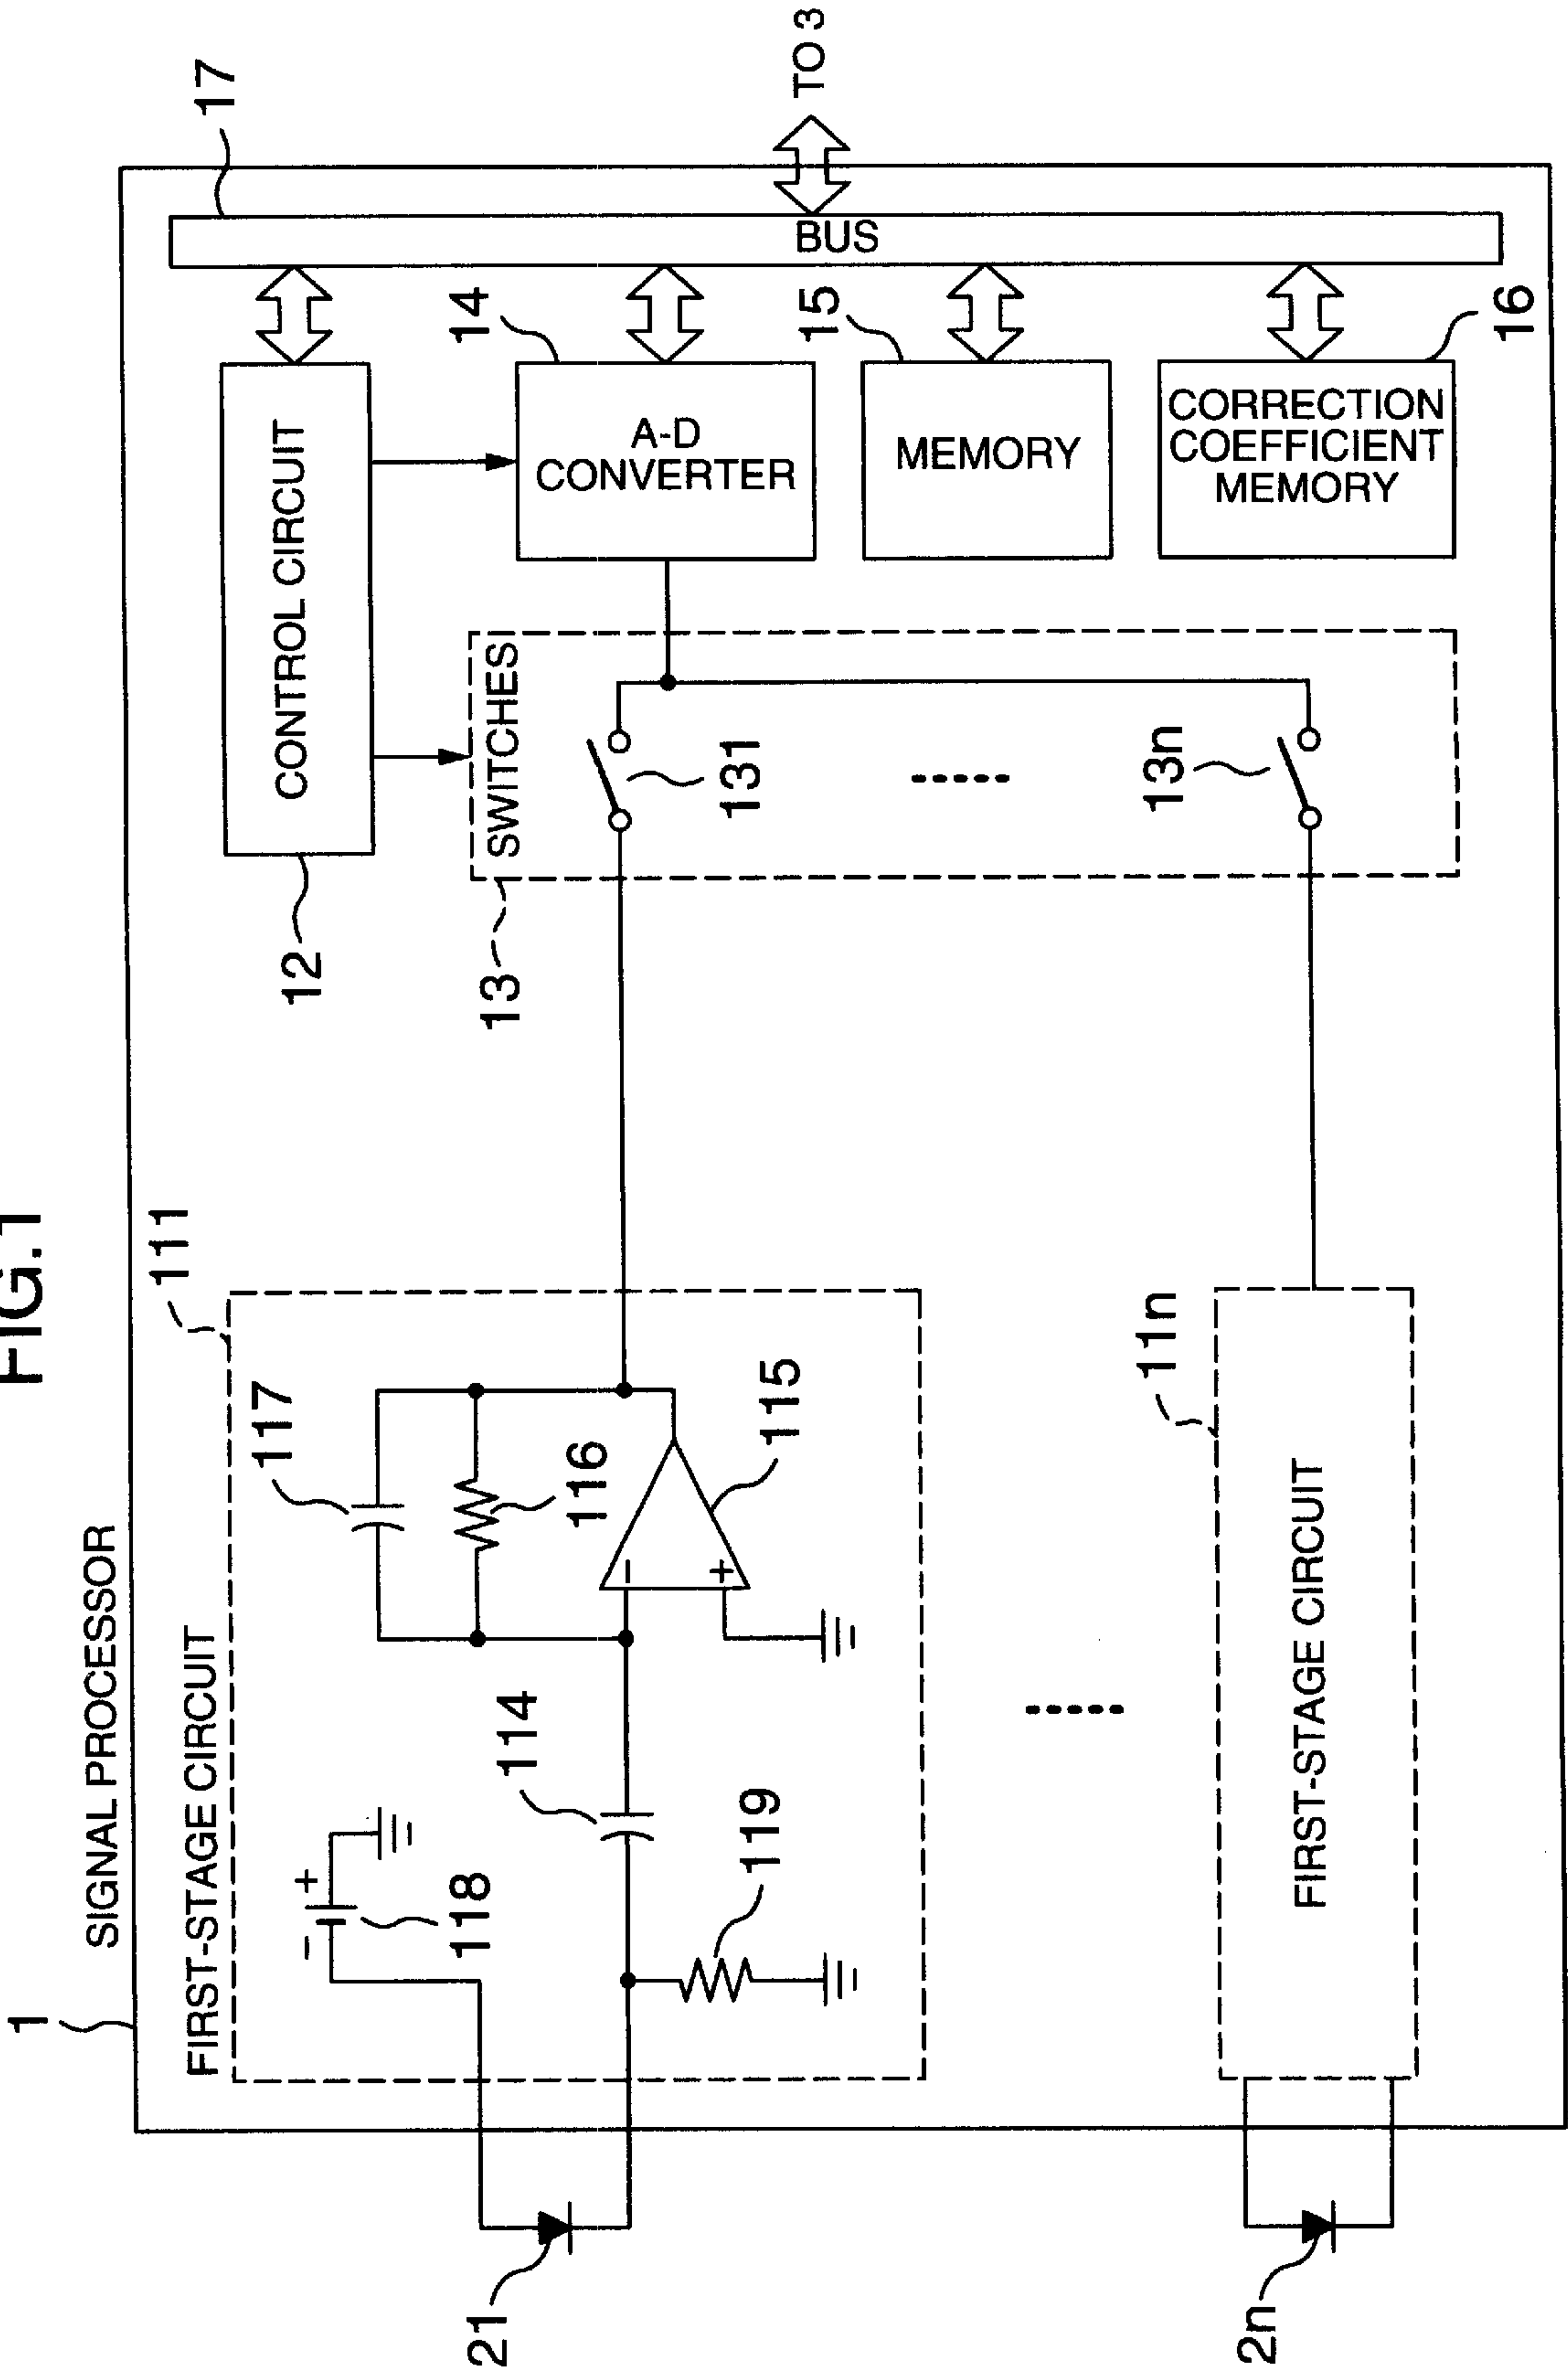 FIG.1
1
SIGNAL PROCESSOR
FIRST-STAGE CIRCUIT
111
117
116
115
114
118
119
-
+
-
+
21
12
CONTROL CIRCUIT
17
BUS
TO 3
14
A-D
CONVERTER
15
MEMORY
16
CORRECTION
COEFFICIENT
MEMORY
13
SWITCHES
131
13n
11n
FIRST-STAGE CIRCUIT
2n